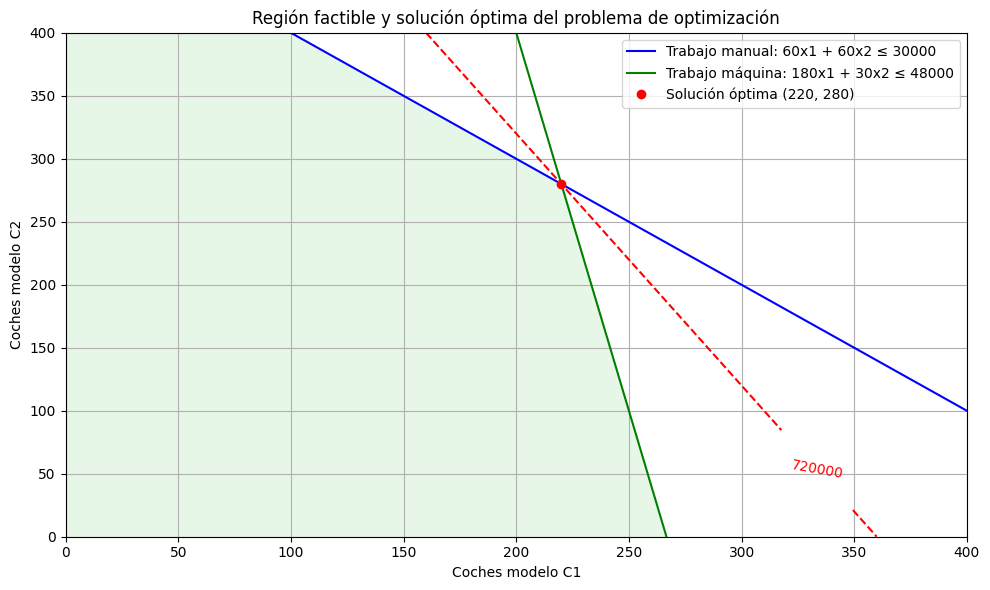 Región factible y solución óptima del problema de optimización
Trabajo manual: 60x1 + 60x2 ≤ 30000
Trabajo máquina: 180x1 + 30x2 ≤ 48000
Solución óptima (220, 280)
400
350
300
250
200
150
100
50
0
Coches modelo C2
720000
0 50 100 150 200 250 300 350 400
Coches modelo C1